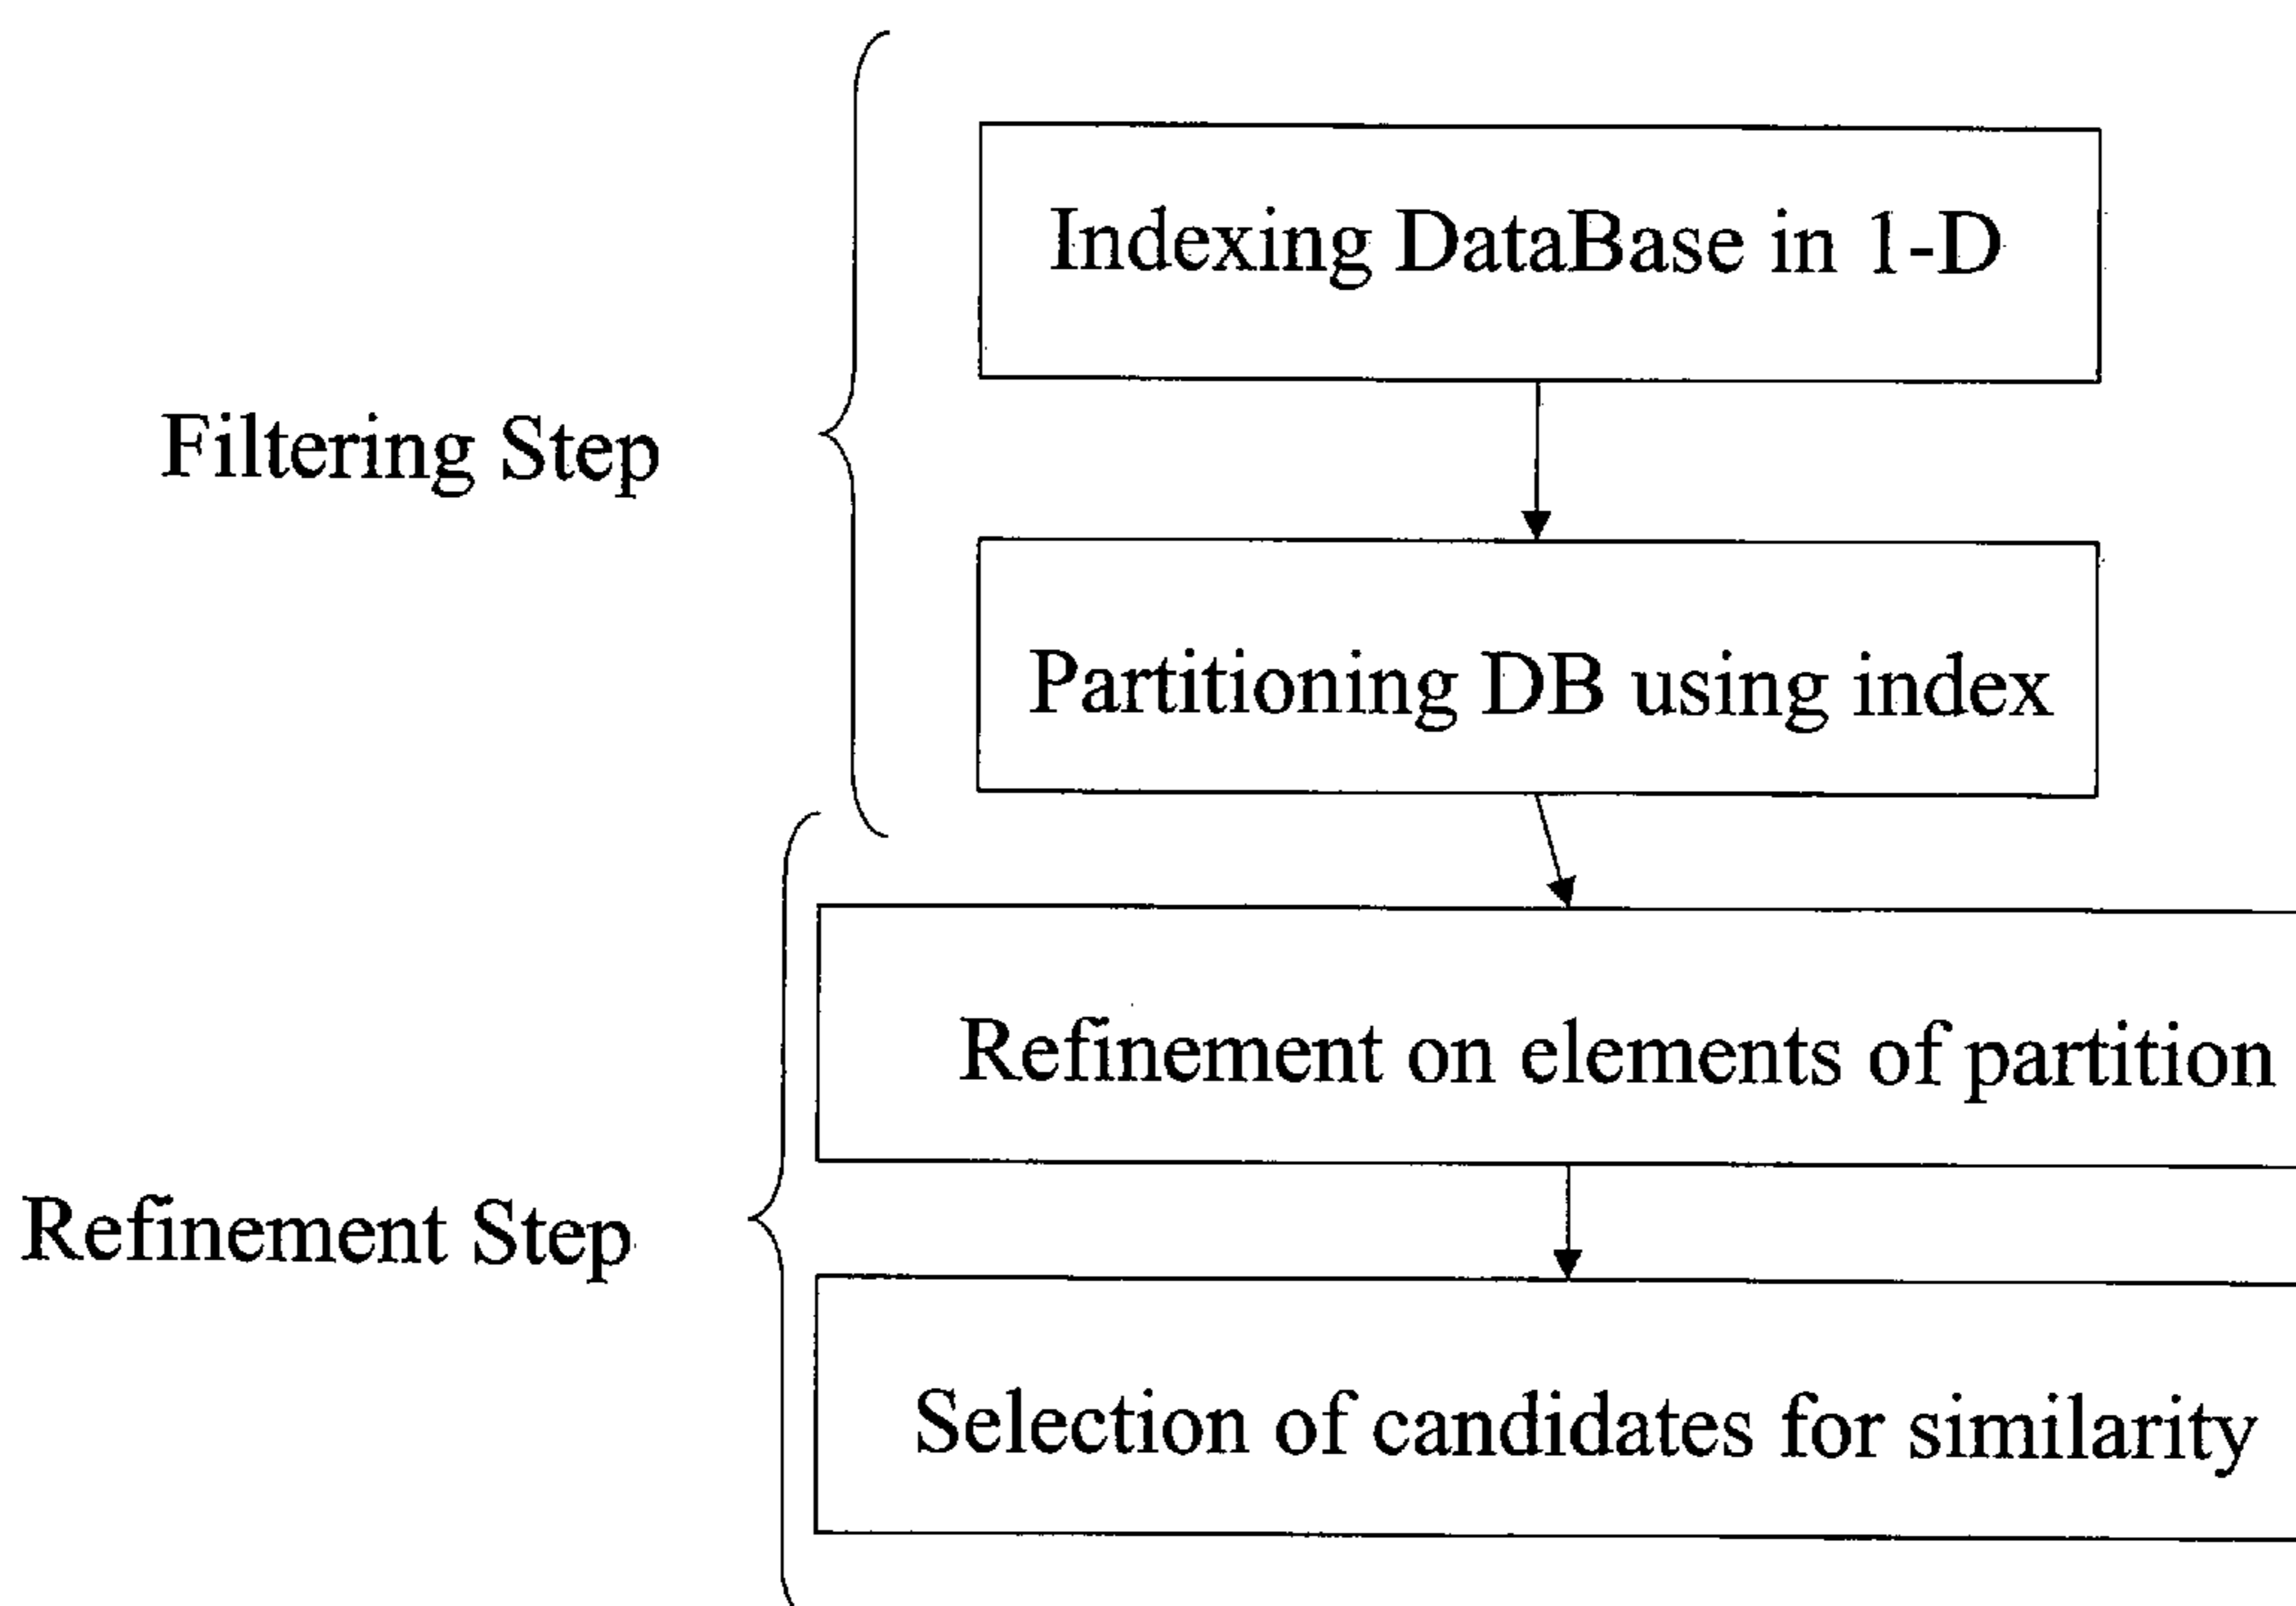 Indexing DataBase in 1-D
Filtering Step
Partitioning DB using index
Refinement on elements of partition
Refinement Step
Selection of candidates for similarity